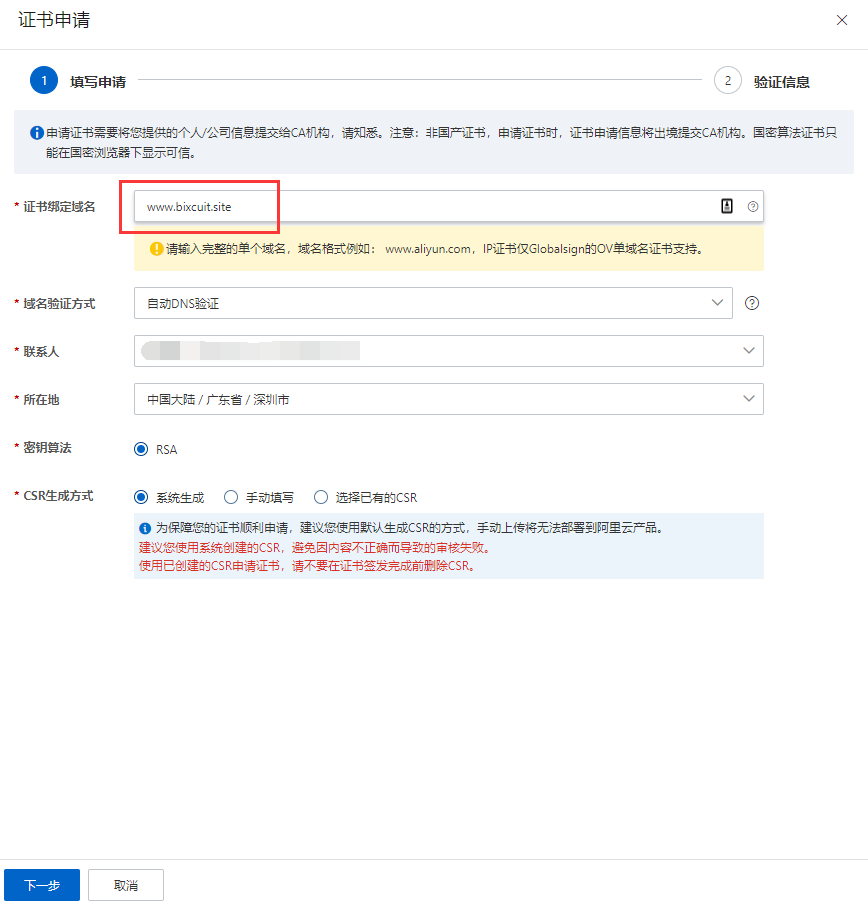 证书申请
1 填写申请 2 验证信息
申请证书需要将您提供的个人/公司信息提交给CA机构，请知悉。注意：非国产证书，申请证书时，证书申请信息将出境提交CA机构。国密算法证书只
能在国密浏览器下显示可信。
* 证书绑定域名 www.bixcuit.site
请输入完整的单个域名，域名格式例如： www.aliyun.com，IP证书仅Globalsign的OV单域名证书支持。
* 域名验证方式 自动DNS验证
* 联系人
* 所在地 中国大陆 / 广东省 / 深圳市
* 密钥算法 RSA
* CSR生成方式 系统生成 手动填写 选择已有的CSR
为保障您的证书顺利申请，建议您使用默认生成CSR的方式，手动上传将无法部署到阿里云产品。
建议您使用系统创建的CSR，避免因内容不正确而导致的审核失败。
使用已创建的CSR申请证书，请不要在证书签发完成前删除CSR。
下一步 取消